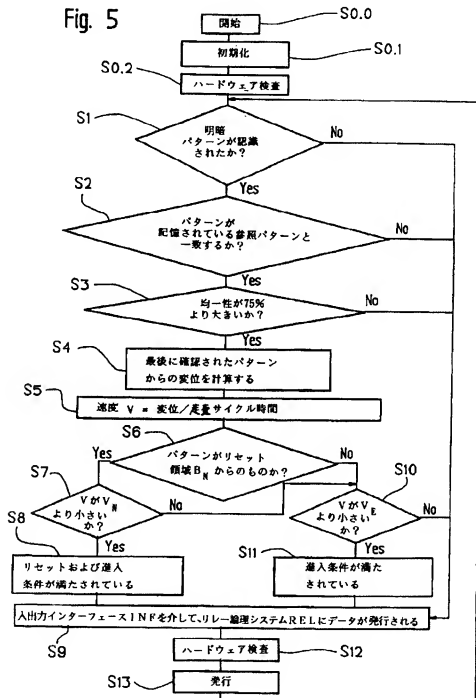 Fig. 5
開始
S0.0
初期化
S0.1
S0.2
ハードウェア検査
S1
明暗
パターンが認識
されたか？
No
Yes
S2
パターンが
記憶されている参照パターンと
一致するか？
No
Yes
S3
均一性が75%
より大きいか？
No
Yes
S4
最後に確認されたパターン
からの変位を計算する
S5
速度 V = 変位／走査サイクル時間
S6
Yes
パターンがリセット
領域BN からのものか？
No
S7
VがVN
より小さい
か？
No
Yes
S10
VがVE
より小さい
か？
No
Yes
S8
リセットおよび進入
条件が満たされている
S11
進入条件が満た
されている
入出力インターフェースINFを介して、リレー論理システムRELにデータが発行される
S9
ハードウェア検査
S12
S13
発行